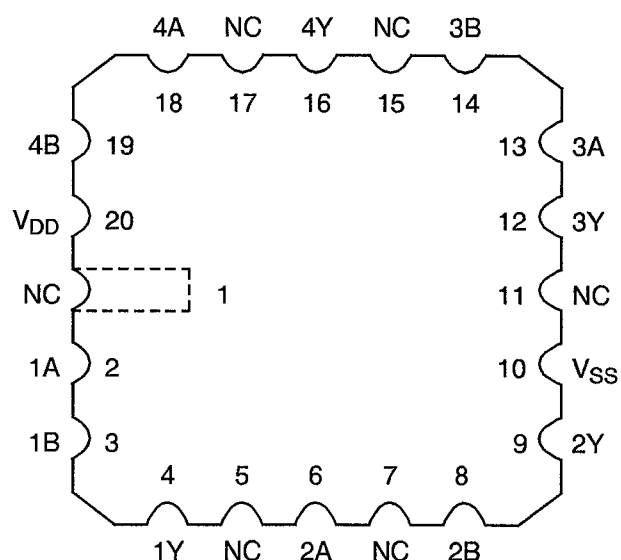 4A NC 4Y NC 3B
18 17 16 15 14
4B 19 13 3A
VDD 20 12 3Y
NC 1 11 NC
1A 2 10 VSS
1B 3 9 2Y
4 5 6 7 8
1Y NC 2A NC 2B